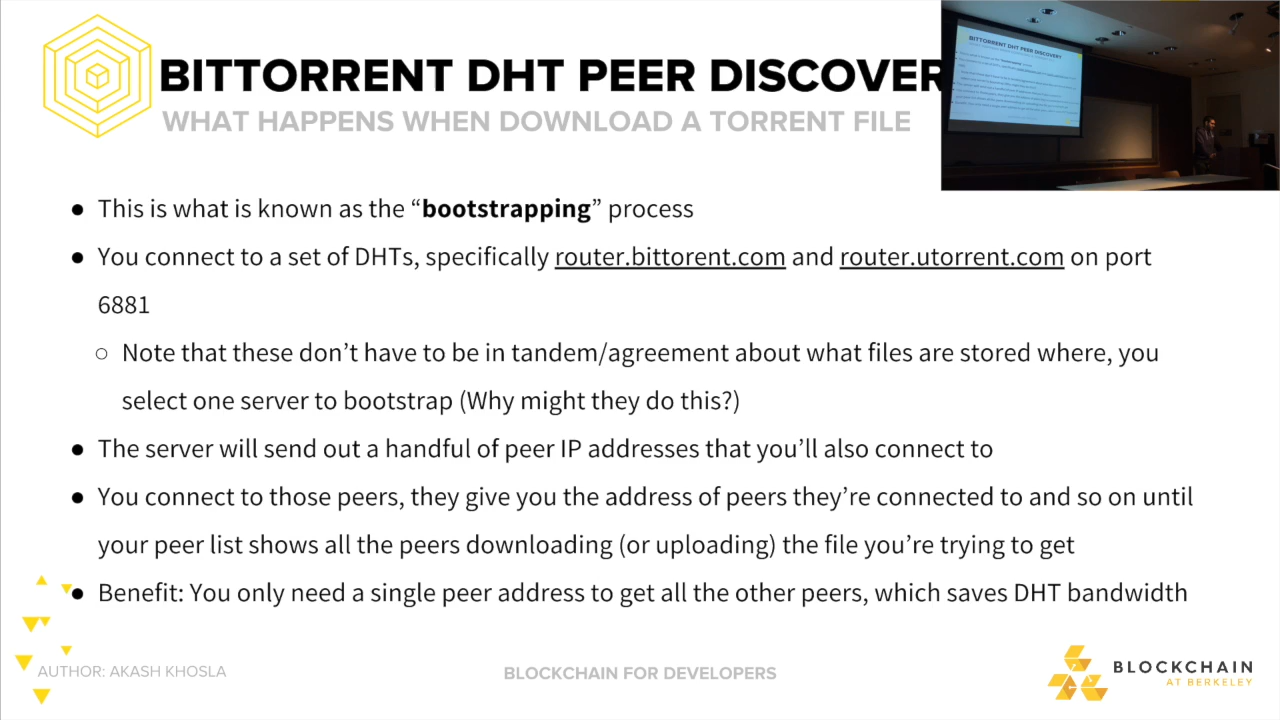 BITTORRENT DHT PEER DISCOVER
WHAT HAPPENS WHEN DOWNLOAD A TORRENT FILE
BITTORRENT DHT PEER DISCOVERY
● This is what is known as the “bootstrapping” process
● You connect to a set of DHTs, specifically router.bittorent.com and router.utorrent.com on port
6881
○ Note that these don’t have to be in tandem/agreement about what files are stored where, you
select one server to bootstrap (Why might they do this?)
● The server will send out a handful of peer IP addresses that you’ll also connect to
● You connect to those peers, they give you the address of peers they’re connected to and so on until
your peer list shows all the peers downloading (or uploading) the file you’re trying to get
● Benefit: You only need a single peer address to get all the other peers, which saves DHT bandwidth
AUTHOR: AKASH KHOSLA
BLOCKCHAIN FOR DEVELOPERS
BLOCKCHAIN
AT BERKELEY